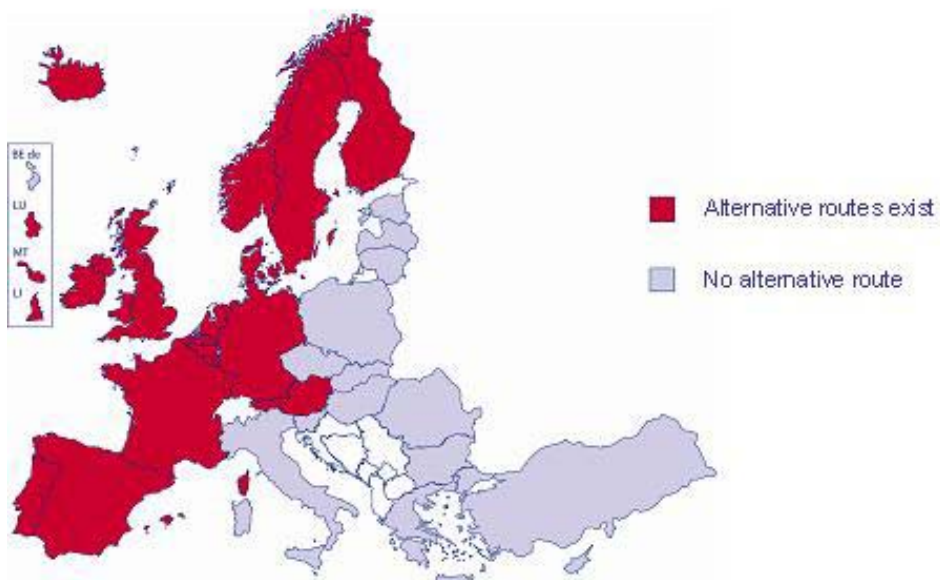 BE de
LU
MT
LI
Alternative routes exist
No alternative route